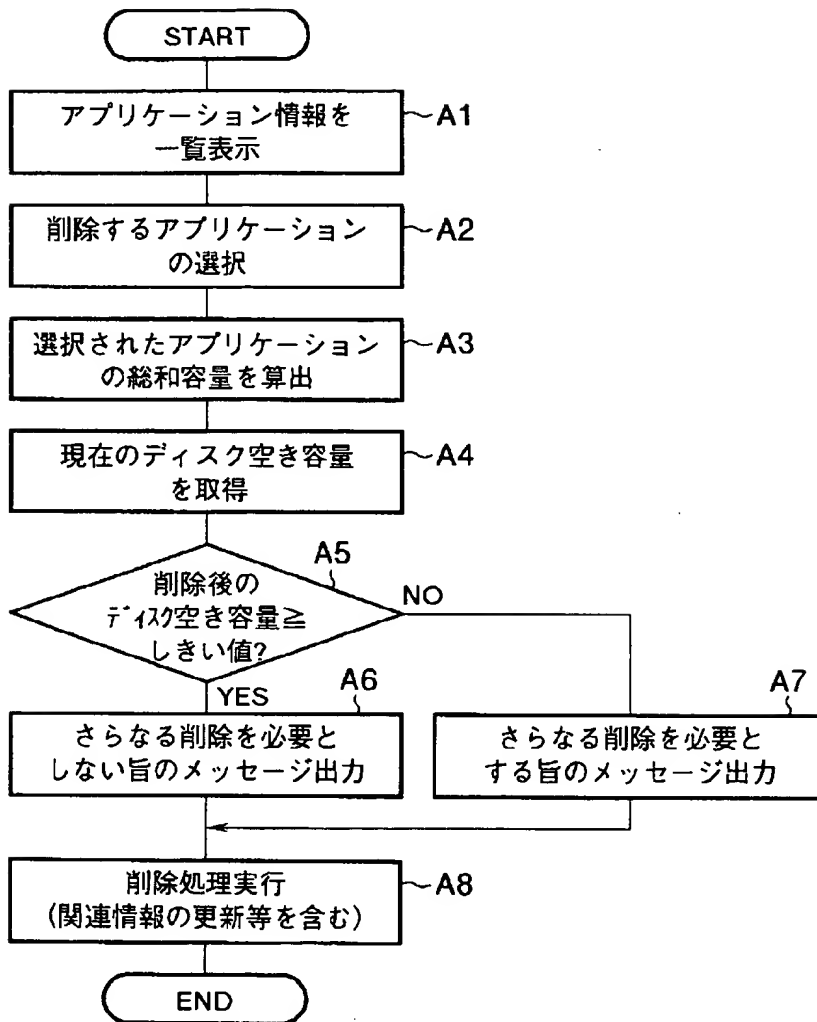 START
アプリケーション情報を
一覧表示
A1
削除するアプリケーション
の選択
A2
選択されたアプリケーション
の総和容量を算出
A3
現在のディスク空き容量
を取得
A4
A5
削除後の
ディスク空き容量≧
しきい値?
NO
YES
A6
さらなる削除を必要と
しない旨のメッセージ出力
A7
さらなる削除を必要と
する旨のメッセージ出力
削除処理実行
(関連情報の更新等を含む)
A8
END